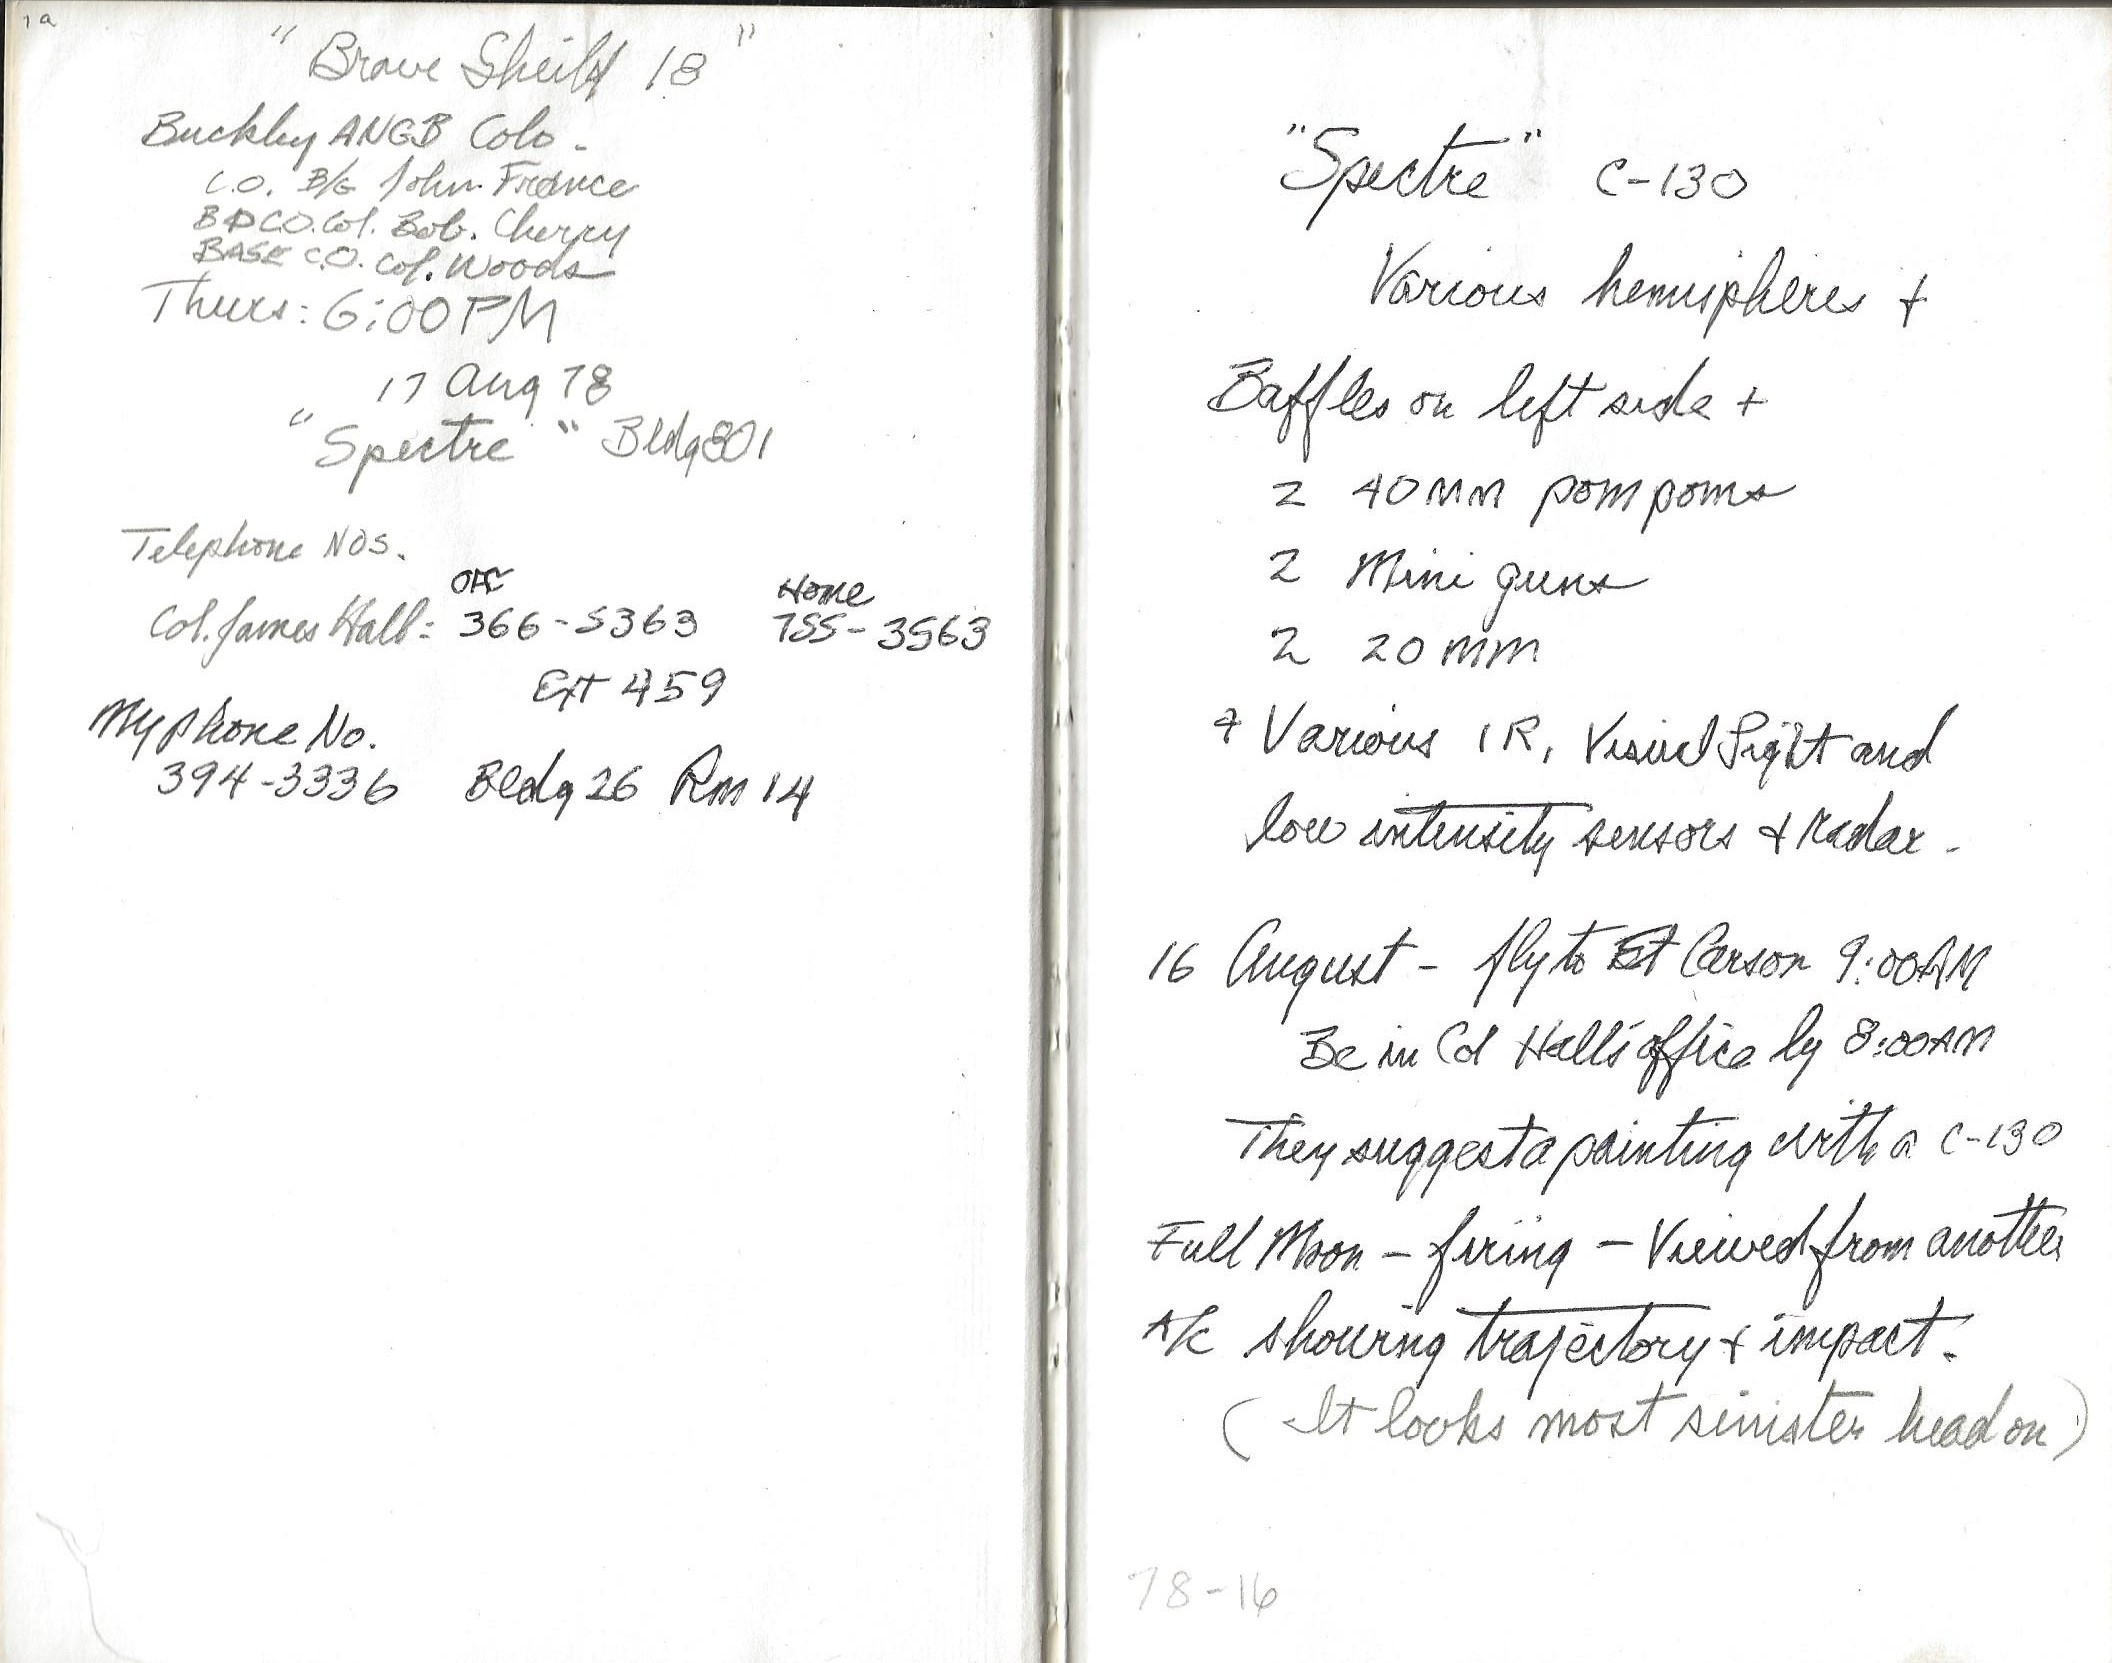 1a
"Brave Sheild 18"
Buckley ANGB Colo -
C.O. B/G John France
BDCO. Col. Bob. Cherry
BASE C.O. Col. Woods
Thurs: 6:00 PM
17 Aug 78
"Spectre" Bldg 801
Telephone NOS.
OFC Home
Col. James Hall: 366-5363 755-3563
Ext 459
My phone No.
394-3336 Bldg 26 Rm 14
"Spectre" C-130
Various hemispheres +
Baffles on left side +
2 40mm pompoms
2 Mini guns
2 20mm
+ Various IR, Visual Sight and
low intensity sensors + radar -
16 August - fly to Ft Carson 9:00AM
Be in Col Hall's office by 8:00AM
They suggest a painting with a C-130
Full Moon - firing - Viewed from another
A/C showing trajectory + impact -
(It looks most sinister head on)
78-16